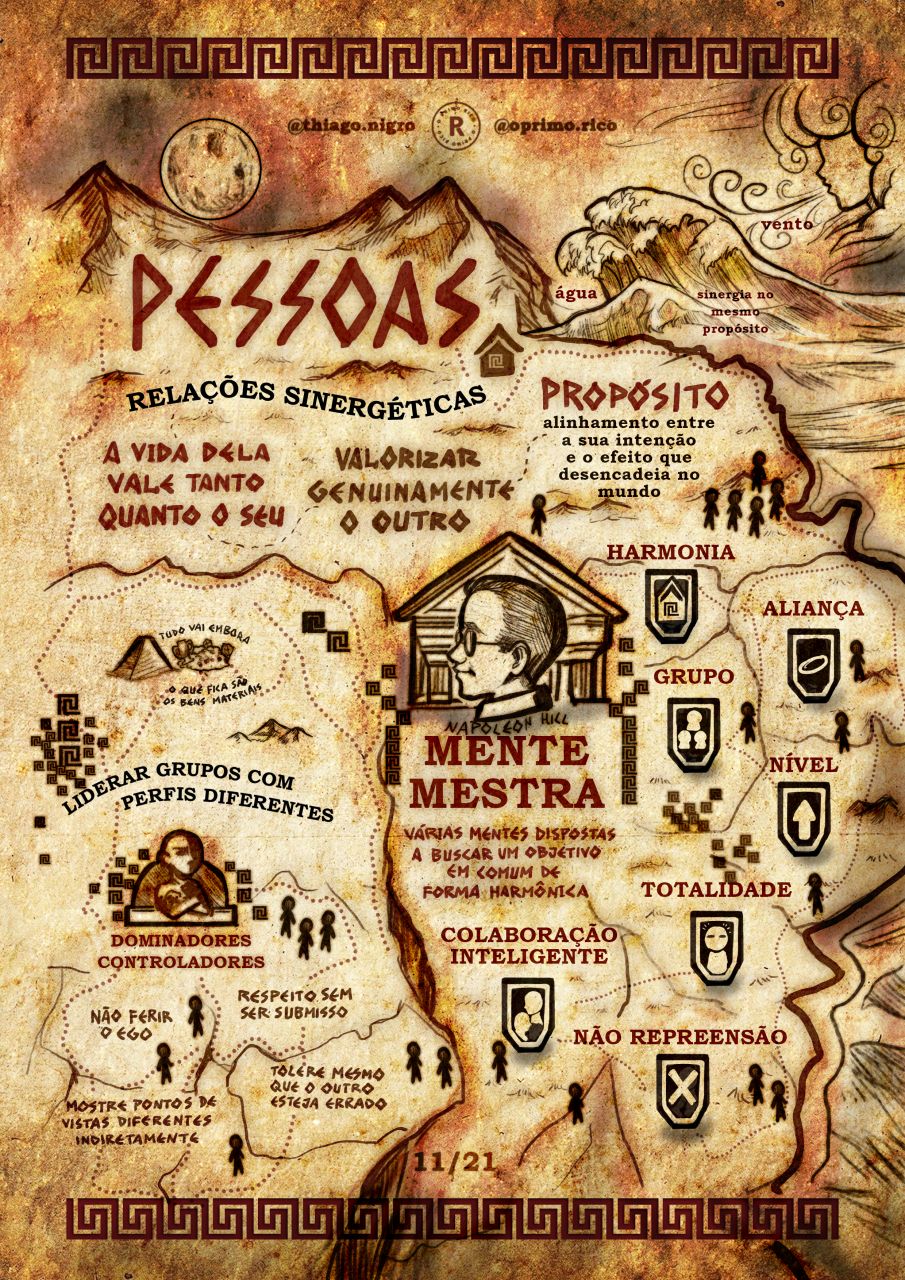 @thiago.nigro R @oprimo.rico
vento
água
sinergia no
mesmo
propósito
PESSOAS
RELAÇÕES SINERGÉTICAS
A VIDA DELA
VALE TANTO
QUANTO O SEU
VALORIZAR
GENUINAMENTE
O OUTRO
PROPÓSITO
alinhamento entre
a sua intenção
e o efeito que
desencadeia no
mundo
TUDO VAI EMBORA
O QUE FICA SÃO
OS BENS MATERIAIS
LIDERAR GRUPOS COM
PERFIS DIFERENTES
DOMINADORES
CONTROLADORES
NÃO FERIR
O EGO
RESPEITO SEM
SER SUBMISSO
MOSTRE PONTOS DE
VISTAS DIFERENTES
INDIRETAMENTE
TOLERE MESMO
QUE O OUTRO
ESTEJA ERRADO
NAPOLEON HILL
MENTE
MESTRA
VÁRIAS MENTES DISPOSTAS
A BUSCAR UM OBJETIVO
EM COMUM DE
FORMA HARMÔNICA
HARMONIA
ALIANÇA
GRUPO
NÍVEL
TOTALIDADE
COLABORAÇÃO
INTELIGENTE
NÃO REPREENSÃO
11/21